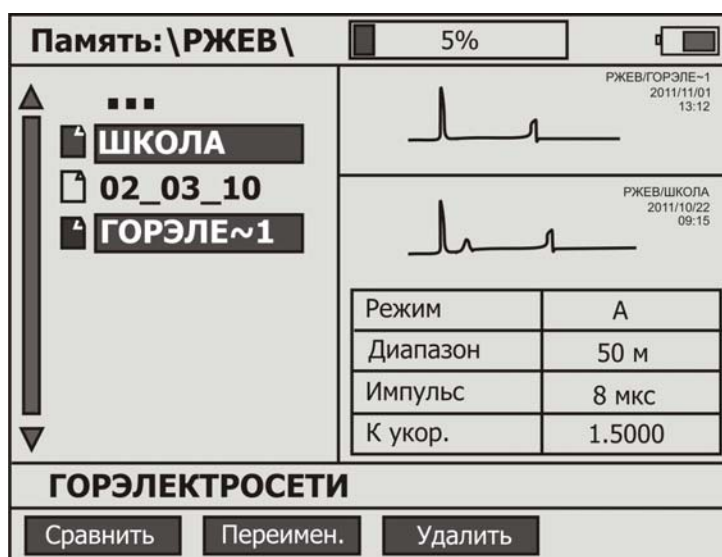 Память:\РЖЕВ\
5%
...
ШКОЛА
02_03_10
ГОРЭЛЕ~1
РЖЕВ/ГОРЭЛЕ~1
2011/11/01
13:12
РЖЕВ/ШКОЛА
2011/10/22
09:15
Режим А
Диапазон 50 м
Импульс 8 мкс
К укор. 1.5000
ГОРЭЛЕКТРОСЕТИ
Сравнить Переимен. Удалить